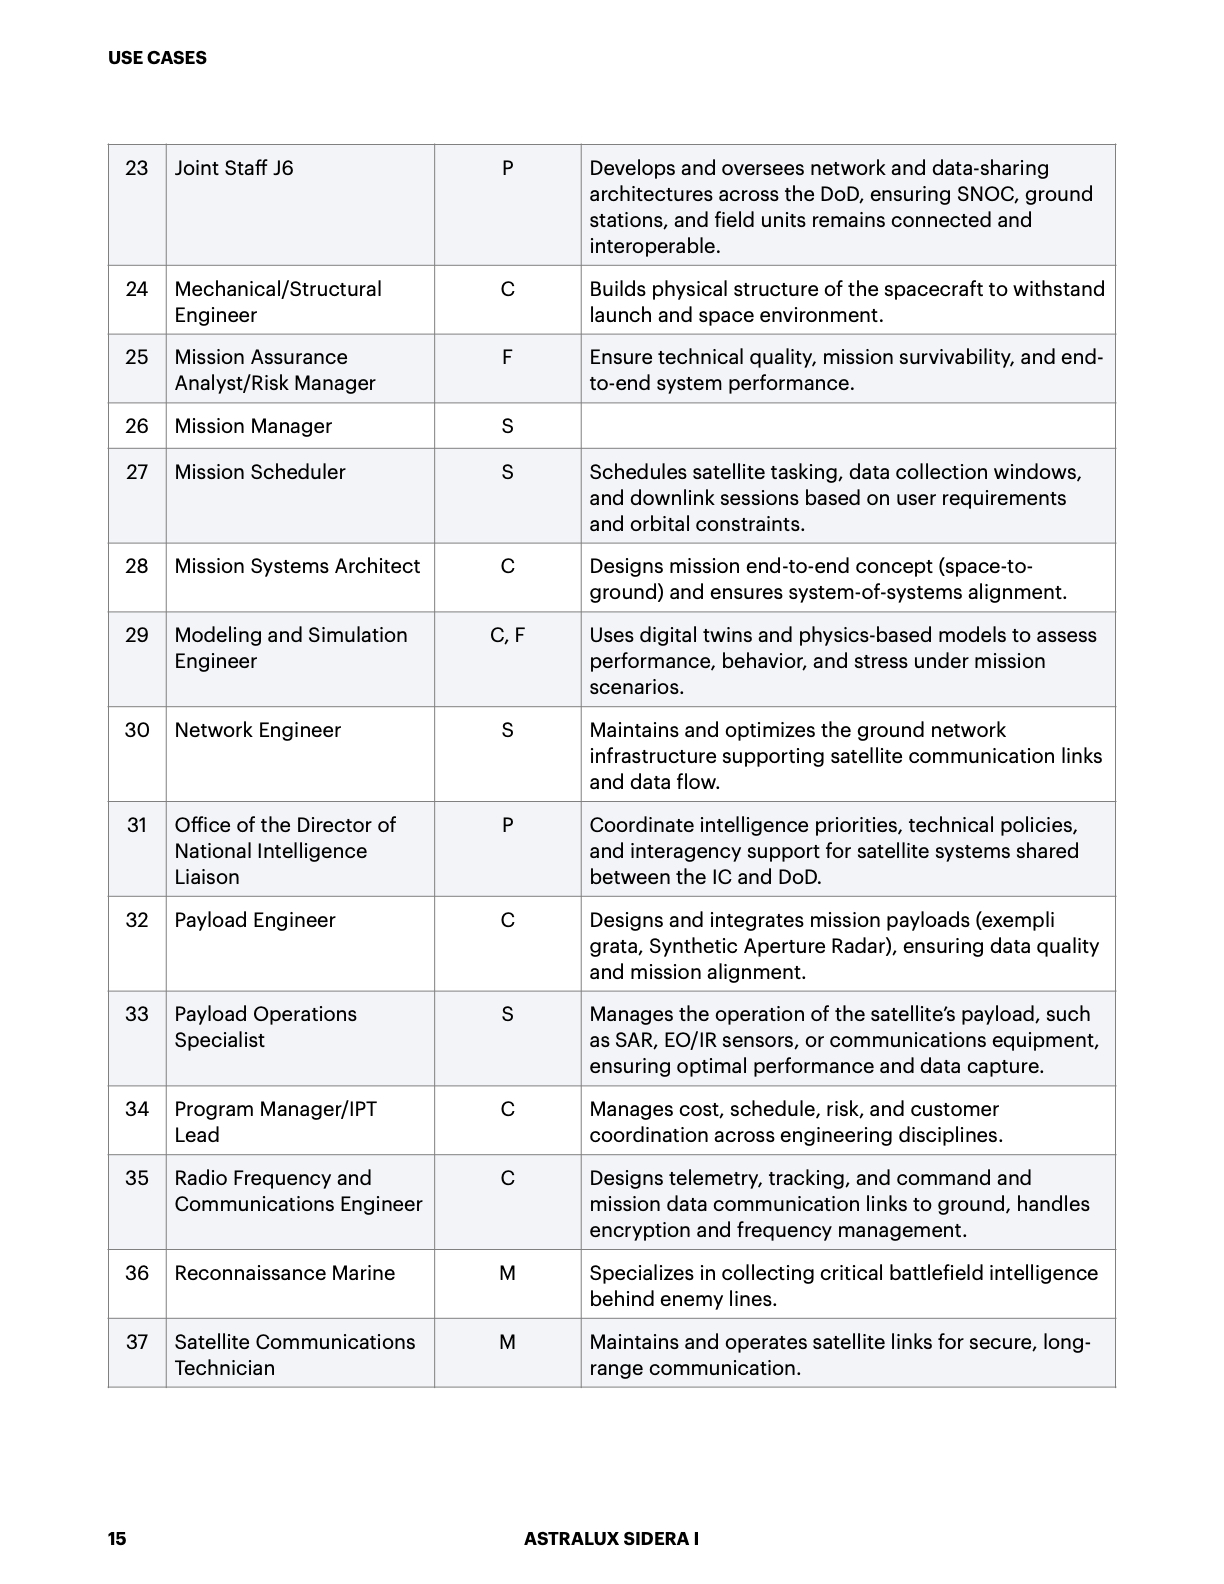 USE CASES
23 Joint Staff J6 P Develops and oversees network and data-sharing
architectures across the DoD, ensuring SNOC, ground
stations, and field units remains connected and
interoperable.
24 Mechanical/Structural C Builds physical structure of the spacecraft to withstand
Engineer launch and space environment.
25 Mission Assurance F Ensure technical quality, mission survivability, and end-
Analyst/Risk Manager to-end system performance.
26 Mission Manager S
27 Mission Scheduler S Schedules satellite tasking, data collection windows,
and downlink sessions based on user requirements
and orbital constraints.
28 Mission Systems Architect C Designs mission end-to-end concept (space-to-
ground) and ensures system-of-systems alignment.
29 Modeling and Simulation C, F Uses digital twins and physics-based models to assess
Engineer performance, behavior, and stress under mission
scenarios.
30 Network Engineer S Maintains and optimizes the ground network
infrastructure supporting satellite communication links
and data flow.
31 Office of the Director of P Coordinate intelligence priorities, technical policies,
National Intelligence and interagency support for satellite systems shared
Liaison between the IC and DoD.
32 Payload Engineer C Designs and integrates mission payloads (exempli
grata, Synthetic Aperture Radar), ensuring data quality
and mission alignment.
33 Payload Operations S Manages the operation of the satellite’s payload, such
Specialist as SAR, EO/IR sensors, or communications equipment,
ensuring optimal performance and data capture.
34 Program Manager/IPT C Manages cost, schedule, risk, and customer
Lead coordination across engineering disciplines.
35 Radio Frequency and C Designs telemetry, tracking, and command and
Communications Engineer mission data communication links to ground, handles
encryption and frequency management.
36 Reconnaissance Marine M Specializes in collecting critical battlefield intelligence
behind enemy lines.
37 Satellite Communications M Maintains and operates satellite links for secure, long-
Technician range communication.
15 ASTRALUX SIDERA I